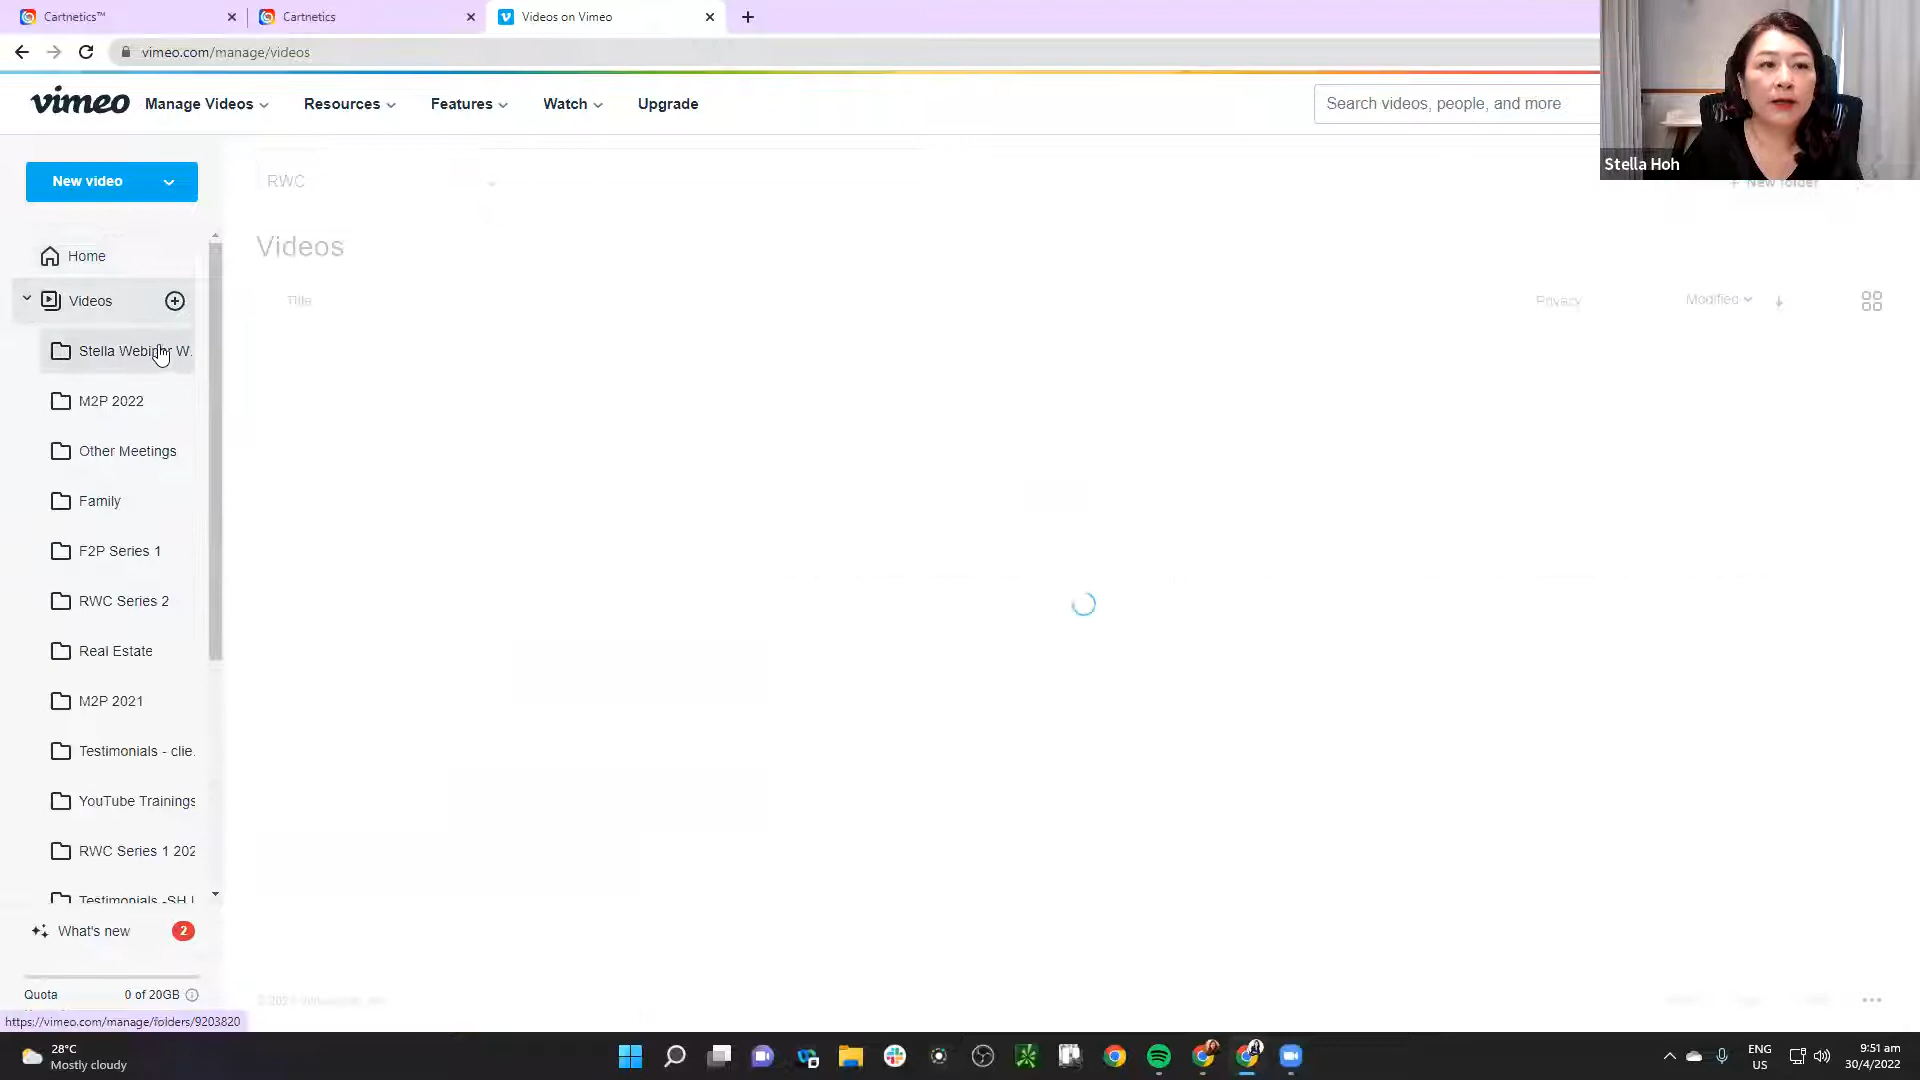 Cartnetics™
Cartnetics
Videos on Vimeo
vimeo.com/manage/videos
vimeo
Manage Videos
Resources
Features
Watch
Upgrade
Search videos, people, and more
Stella Hoh
New video
RWC
+ New folder
Home
Videos
Videos
Title
Privacy
Modified
Stella Webinar W.
M2P 2022
Other Meetings
Family
F2P Series 1
RWC Series 2
Real Estate
M2P 2021
Testimonials - clie.
YouTube Trainings
RWC Series 1 202
Testimonials -SH
What's new
2
Quota
0 of 20GB
https://vimeo.com/manage/folders/9203820
28°C
Mostly cloudy
ENG
US
9:51 am
30/4/2022